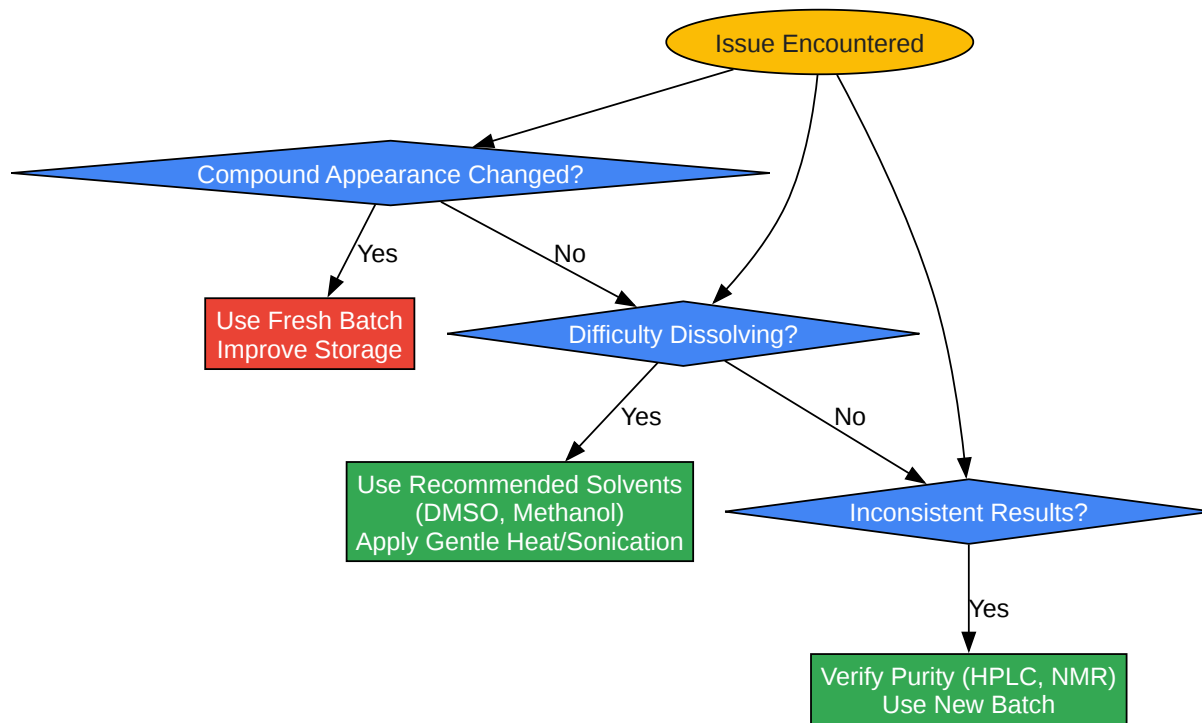 Issue Encountered
Compound Appearance Changed?
Yes
No
Use Fresh Batch
Improve Storage
Difficulty Dissolving?
Yes
No
Use Recommended Solvents
(DMSO, Methanol)
Apply Gentle Heat/Sonication
Inconsistent Results?
Yes
Verify Purity (HPLC, NMR)
Use New Batch